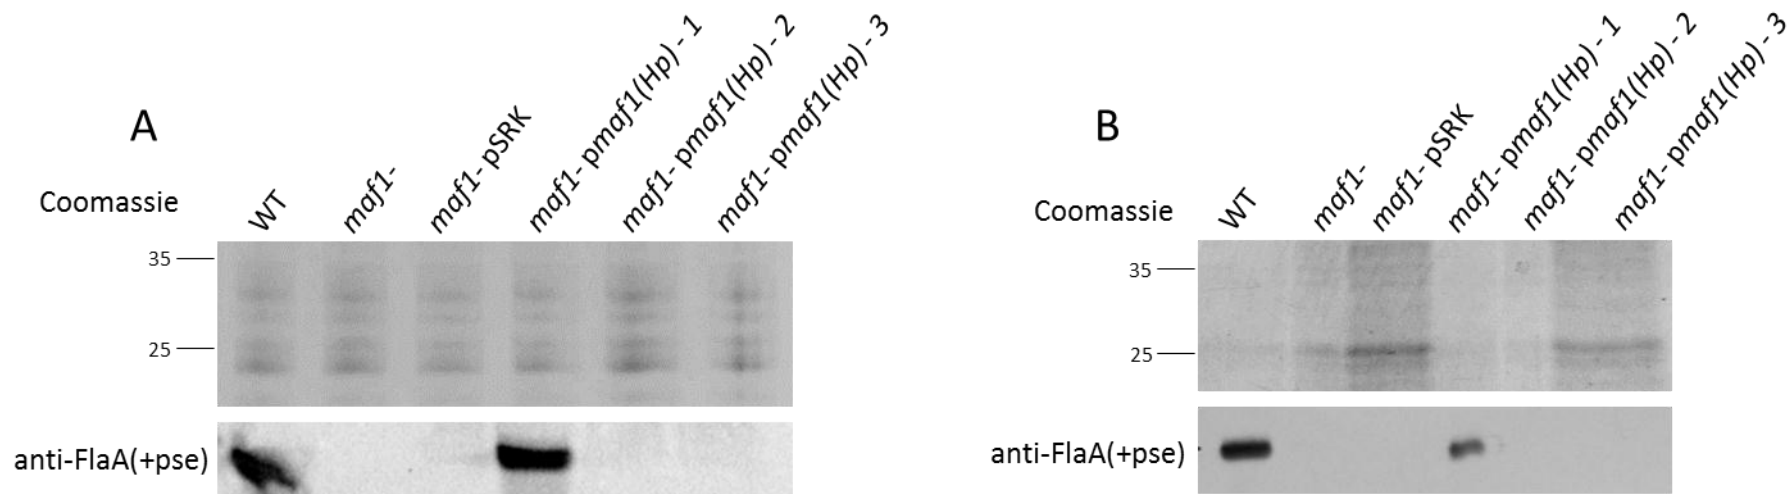 A
Coomassie
WT
maf1-
maf1- pSRK
maf1- pmaf1(Hp) - 1
maf1- pmaf1(Hp) - 2
maf1- pmaf1(Hp) - 3
35
25
anti-FlaA(+pse)
B
Coomassie
WT
maf1-
maf1- pSRK
maf1- pmaf1(Hp) - 1
maf1- pmaf1(Hp) - 2
maf1- pmaf1(Hp) - 3
35
25
anti-FlaA(+pse)